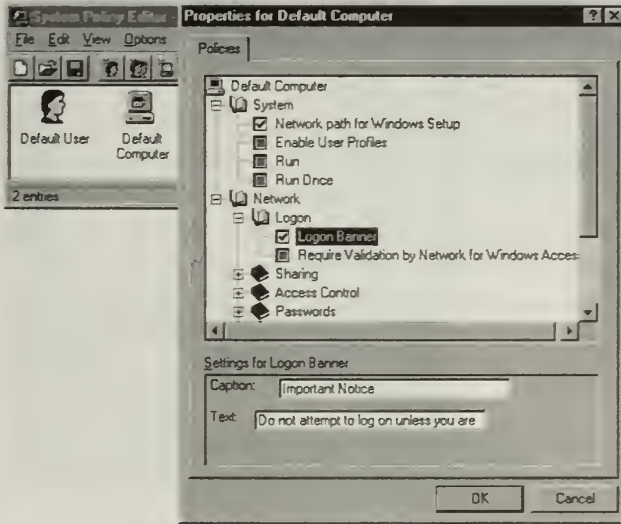 System Policy Editor -
File Edit View Options
Default User
Default Computer
2 entries
Properties for Default Computer
Policies
Default Computer
System
Network path for Windows Setup
Enable User Profiles
Run
Run Once
Network
Logon
Logon Banner
Require Validation by Network for Windows Acces
Sharing
Access Control
Passwords
Settings for Logon Banner
Caption: Important Notice
Text: Do not attempt to log on unless you are
OK Cancel